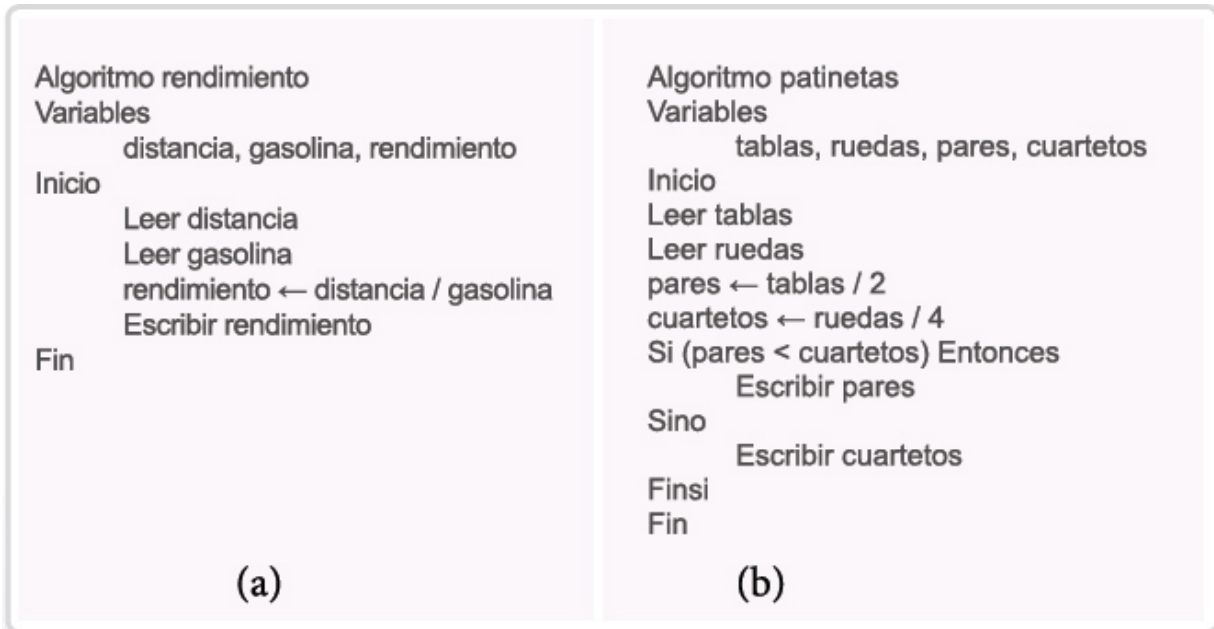 Algoritmo rendimiento
Variables
distancia, gasolina, rendimiento
Inicio
Leer distancia
Leer gasolina
rendimiento ← distancia / gasolina
Escribir rendimiento
Fin
(a)
Algoritmo patinetas
Variables
tablas, ruedas, pares, cuartetos
Inicio
Leer tablas
Leer ruedas
pares ← tablas / 2
cuartetos ← ruedas / 4
Si (pares < cuartetos) Entonces
Escribir pares
Sino
Escribir cuartetos
Finsi
Fin
(b)